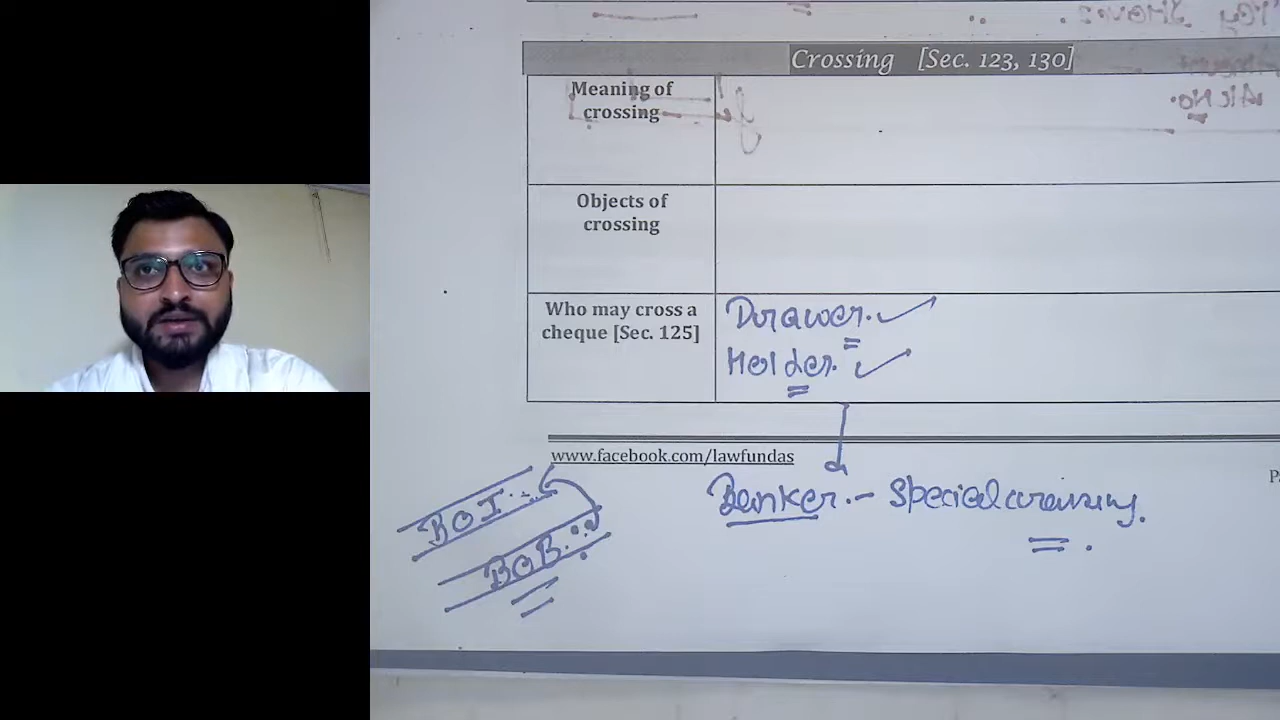 Crossing [Sec. 123, 130]
Meaning of
crossing
A/c No.
Objects of
crossing
Who may cross a
cheque [Sec. 125]
Drawer.
Holder.
www.facebook.com/lawfundas
Banker. - Special crossing.
BOI
BOB